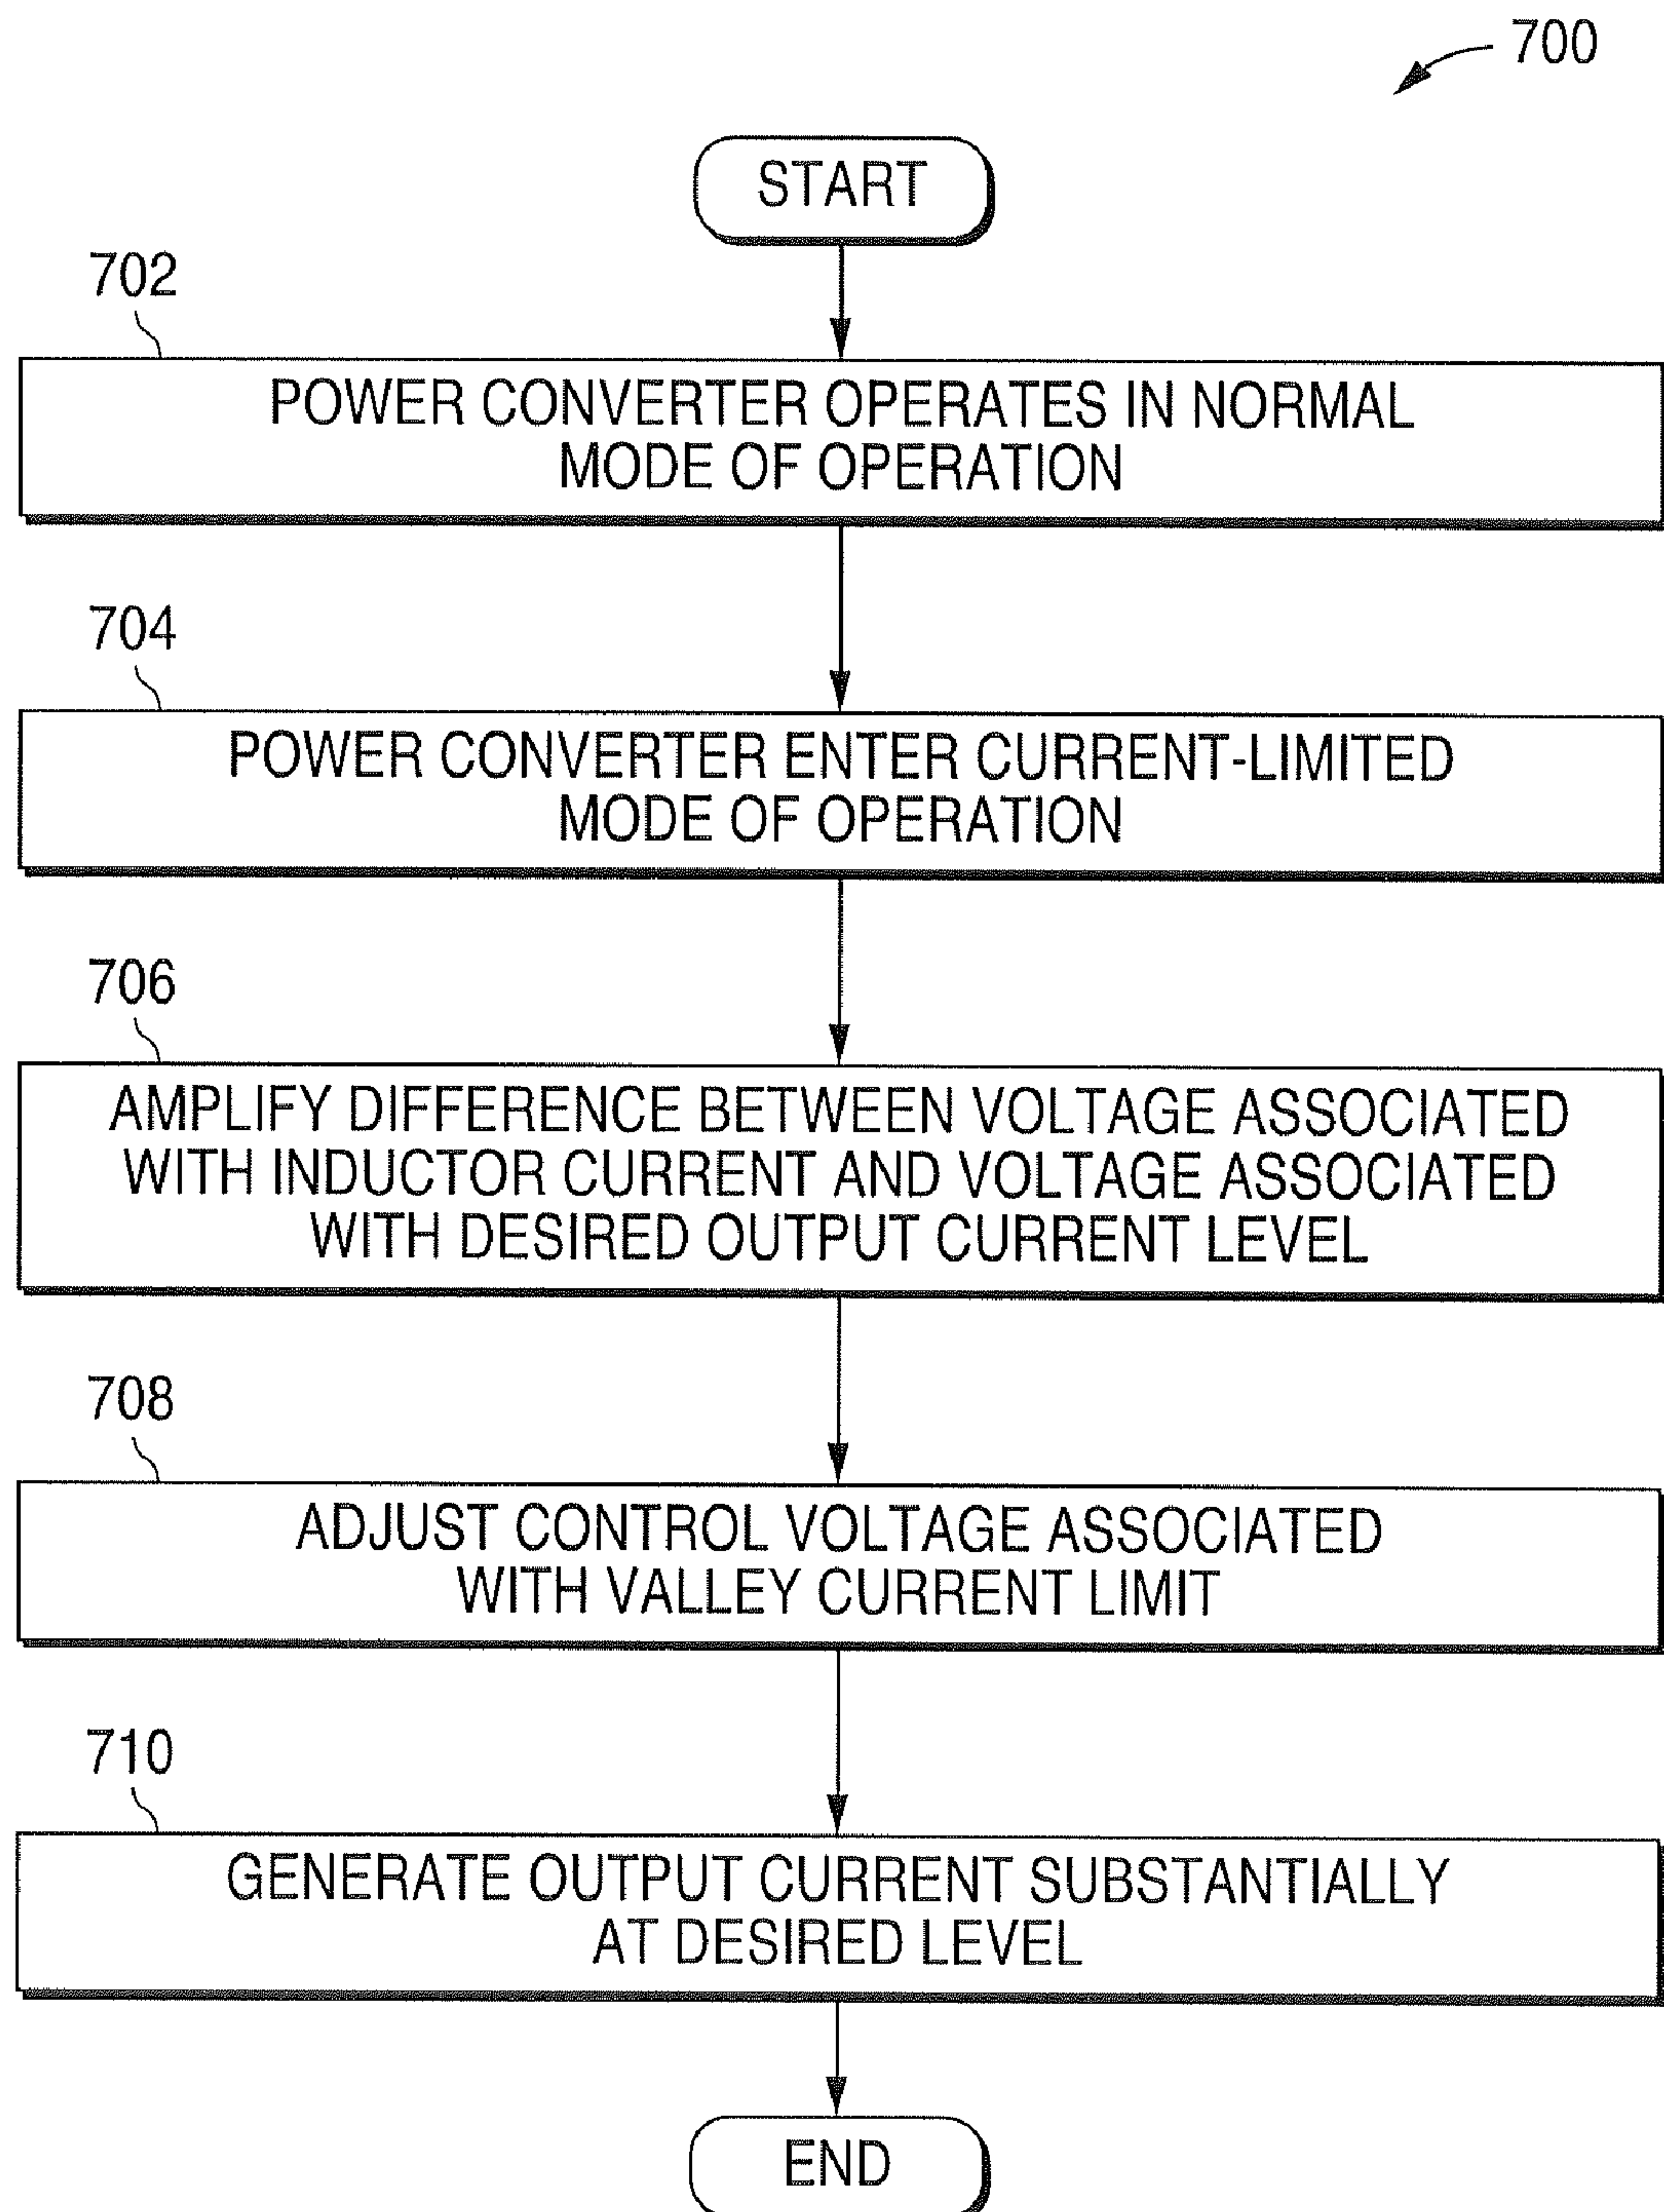 700
START
702
POWER CONVERTER OPERATES IN NORMAL
MODE OF OPERATION
704
POWER CONVERTER ENTER CURRENT-LIMITED
MODE OF OPERATION
706
AMPLIFY DIFFERENCE BETWEEN VOLTAGE ASSOCIATED
WITH INDUCTOR CURRENT AND VOLTAGE ASSOCIATED
WITH DESIRED OUTPUT CURRENT LEVEL
708
ADJUST CONTROL VOLTAGE ASSOCIATED
WITH VALLEY CURRENT LIMIT
710
GENERATE OUTPUT CURRENT SUBSTANTIALLY
AT DESIRED LEVEL
END